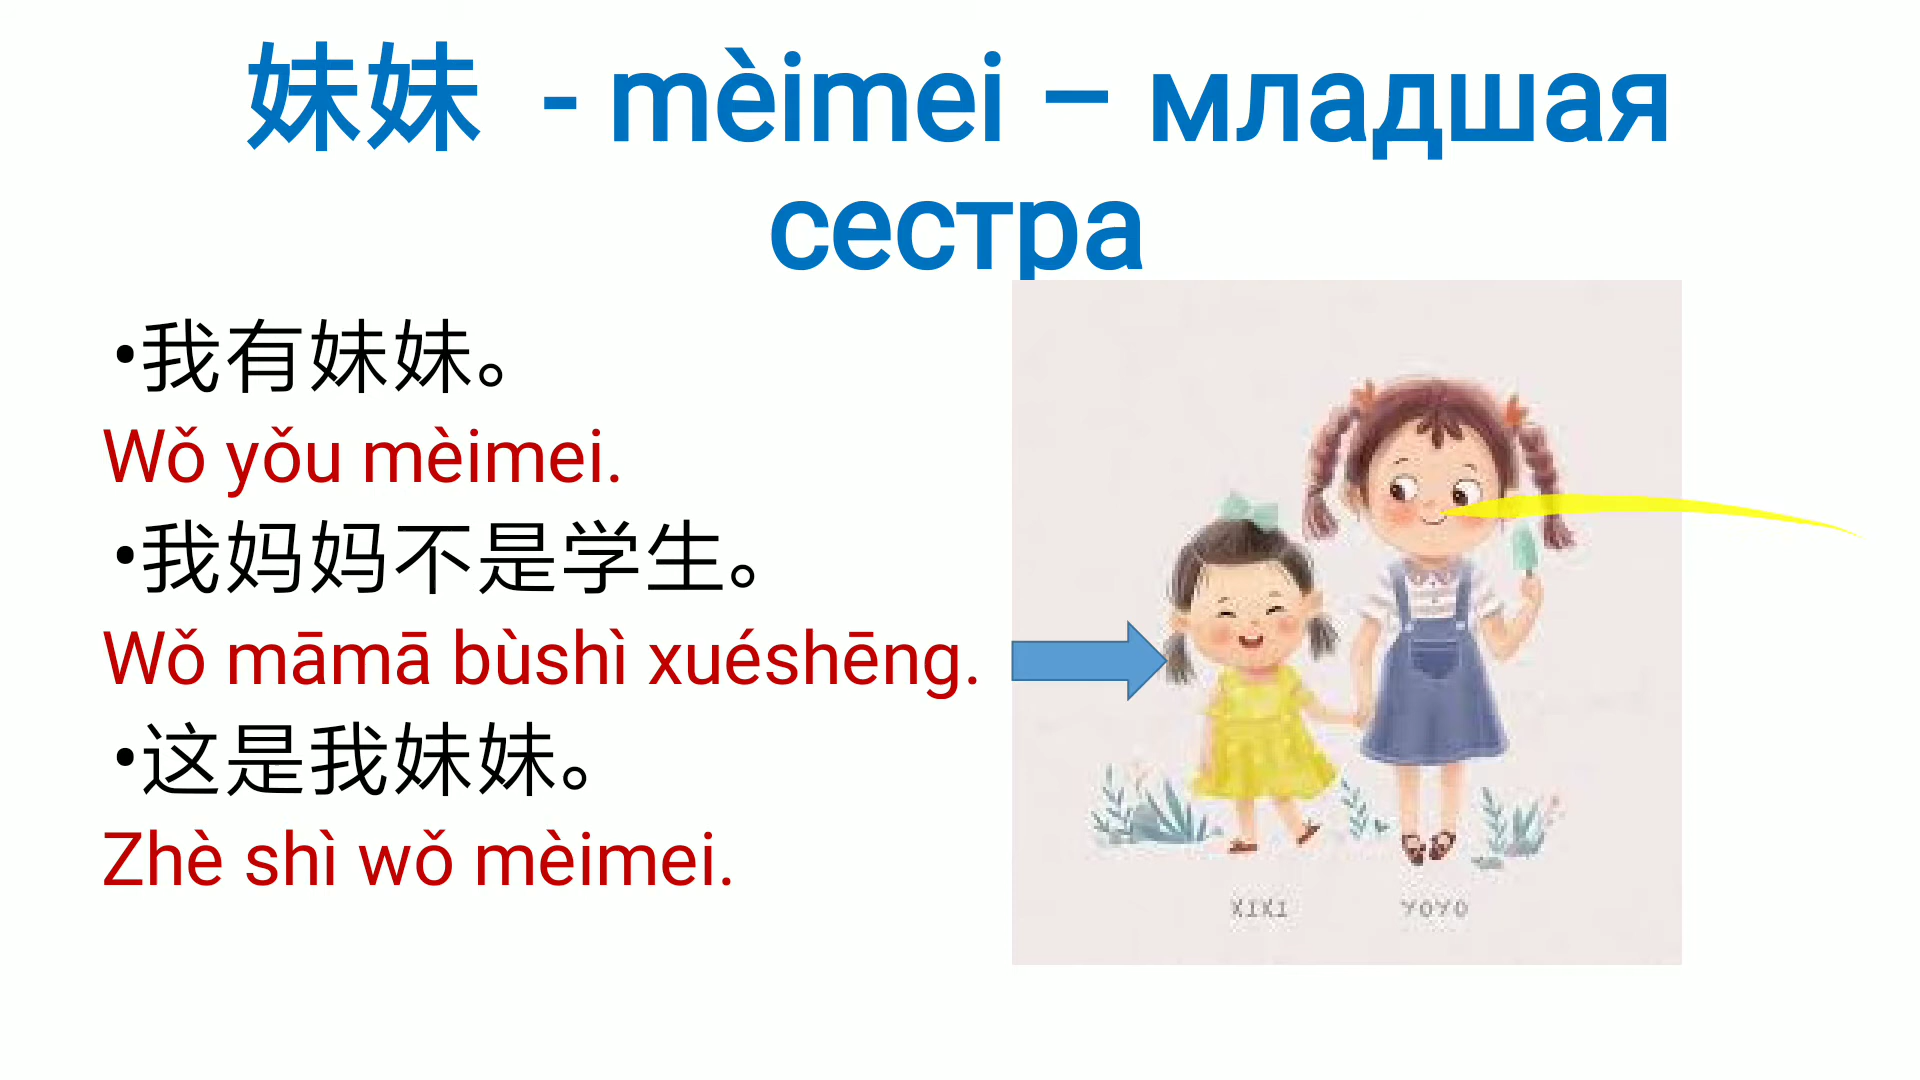 妹妹 - mèimei – младшая
сестра
•我有妹妹。
Wǒ yǒu mèimei.
•我妈妈不是学生。
Wǒ māmā bùshì xuéshēng.
•这是我妹妹。
Zhè shì wǒ mèimei.
XIXI YOYO